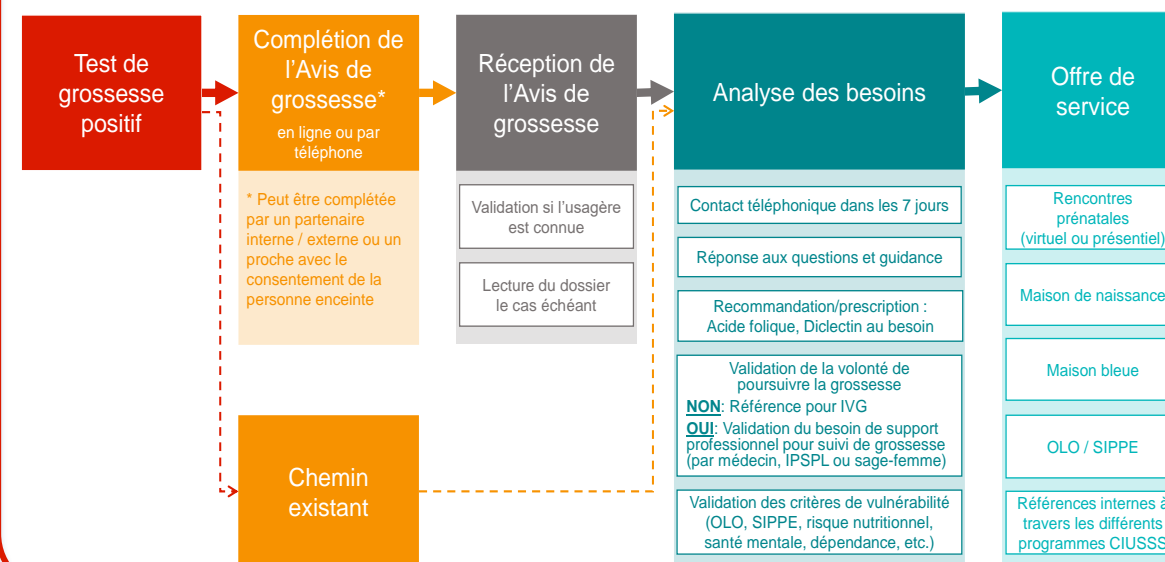 Test de
grossesse
positif
Complétion de
l'Avis de
grossesse*
en ligne ou par
téléphone
* Peut être complétée
par un partenaire
interne / externe ou un
proche avec le
consentement de la
personne enceinte
Chemin
existant
Réception de
l'Avis de
grossesse
Validation si l'usagère
est connue
Lecture du dossier
le cas échéant
Analyse des besoins
Contact téléphonique dans les 7 jours
Réponse aux questions et guidance
Recommandation/prescription :
Acide folique, Diclectin au besoin
Validation de la volonté de
poursuivre la grossesse
NON: Référence pour IVG
OUI: Validation du besoin de support
professionnel pour suivi de grossesse
(par médecin, IPSPL ou sage-femme)
Validation des critères de vulnérabilité
(OLO, SIPPE, risque nutritionnel,
santé mentale, dépendance, etc.)
Offre de
service
Rencontres
prénatales
(virtuel ou présentiel)
Maison de naissance
Maison bleue
OLO / SIPPE
Références internes à
travers les différents
programmes CIUSSS